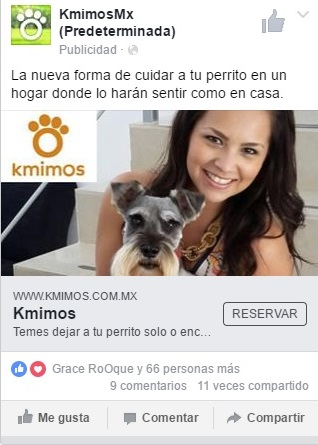 KmimosMx
(Predeterminada)
Publicidad ·
La nueva forma de cuidar a tu perrito en un
hogar donde lo harán sentir como en casa.
kmimos
WWW.KMIMOS.COM.MX
Kmimos
Temes dejar a tu perrito solo o enc...
RESERVAR
Grace RoOque y 66 personas más
9 comentarios 11 veces compartido
Me gusta Comentar Compartir